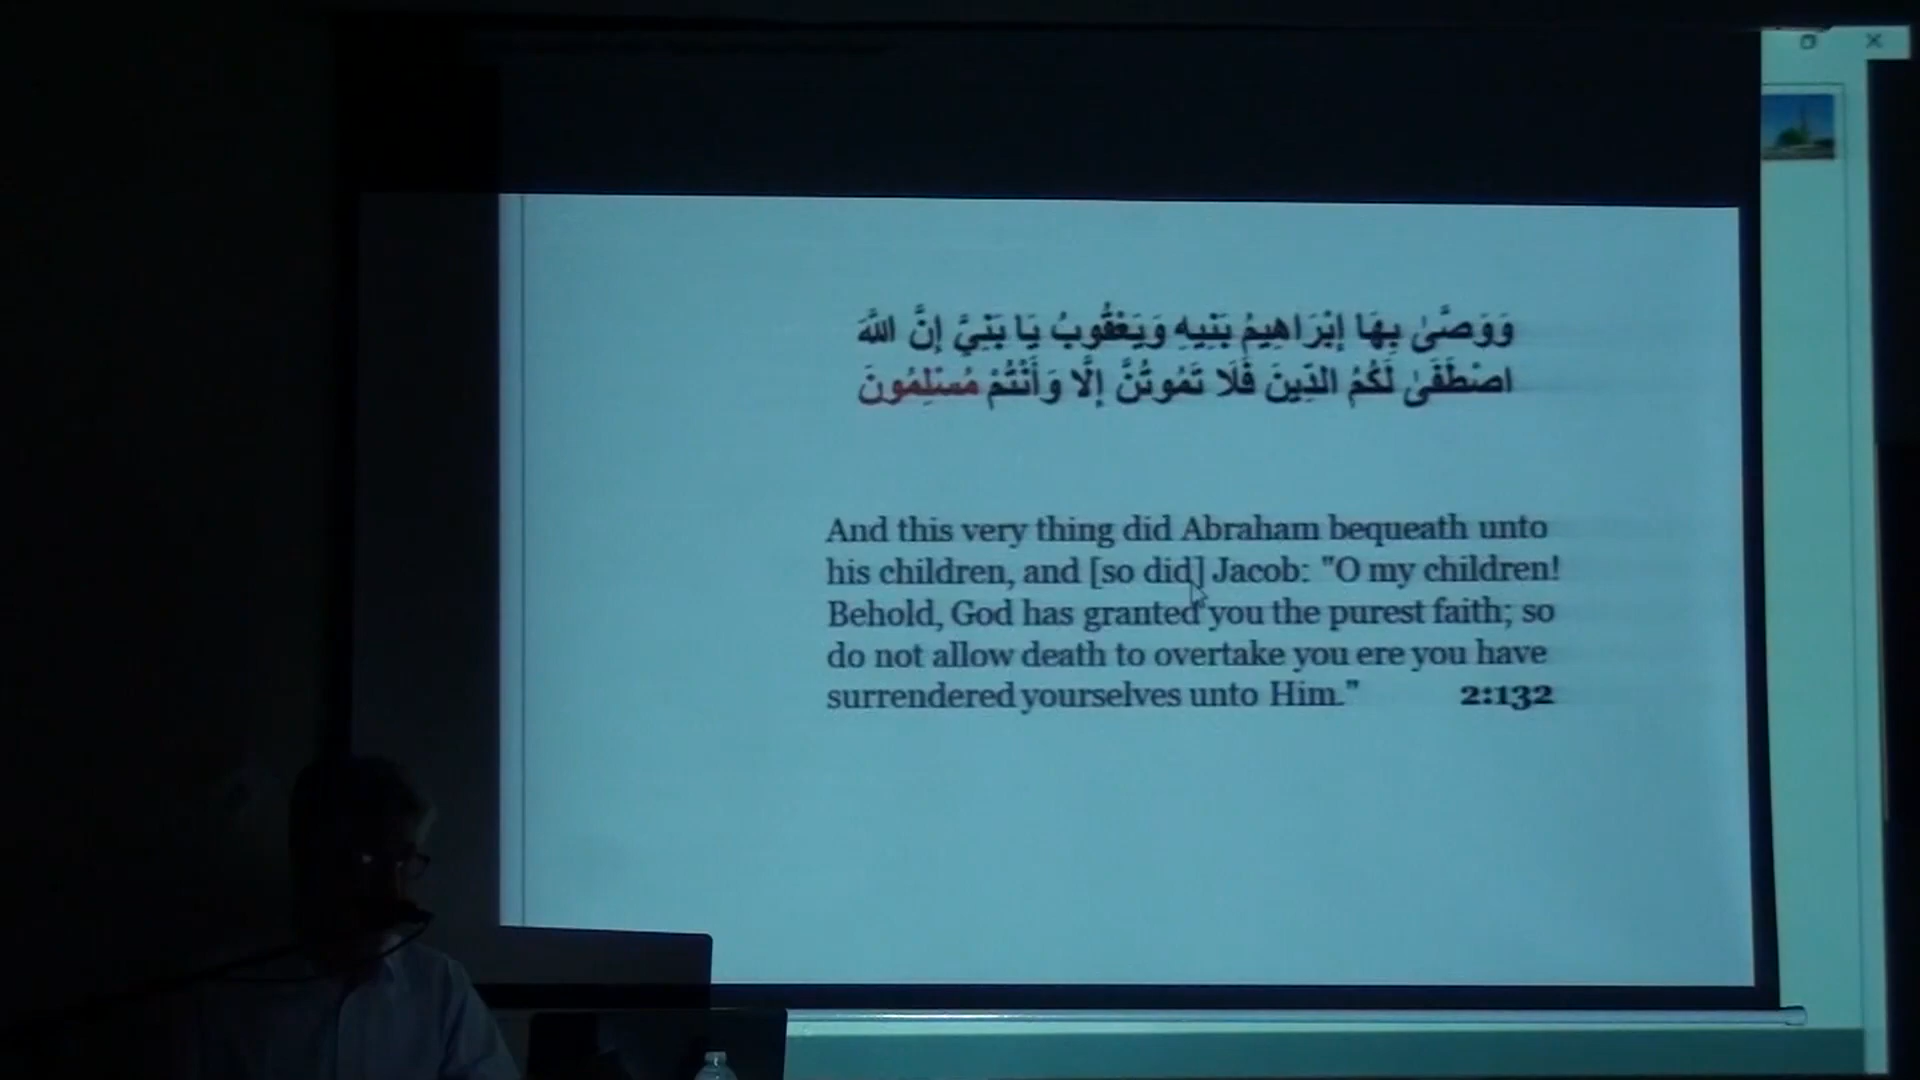 وَوَصَّىٰ بِهَا إِبْرَاهِيمُ بَنِيهِ وَيَعْقُوبُ يَا بَنِيَّ إِنَّ اللَّهَ
اصْطَفَىٰ لَكُمُ الدِّينَ فَلَا تَمُوتُنَّ إِلَّا وَأَنْتُمْ مُسْلِمُونَ
And this very thing did Abraham bequeath unto
his children, and [so did] Jacob: "O my children!
Behold, God has granted you the purest faith; so
do not allow death to overtake you ere you have
surrendered yourselves unto Him." 2:132